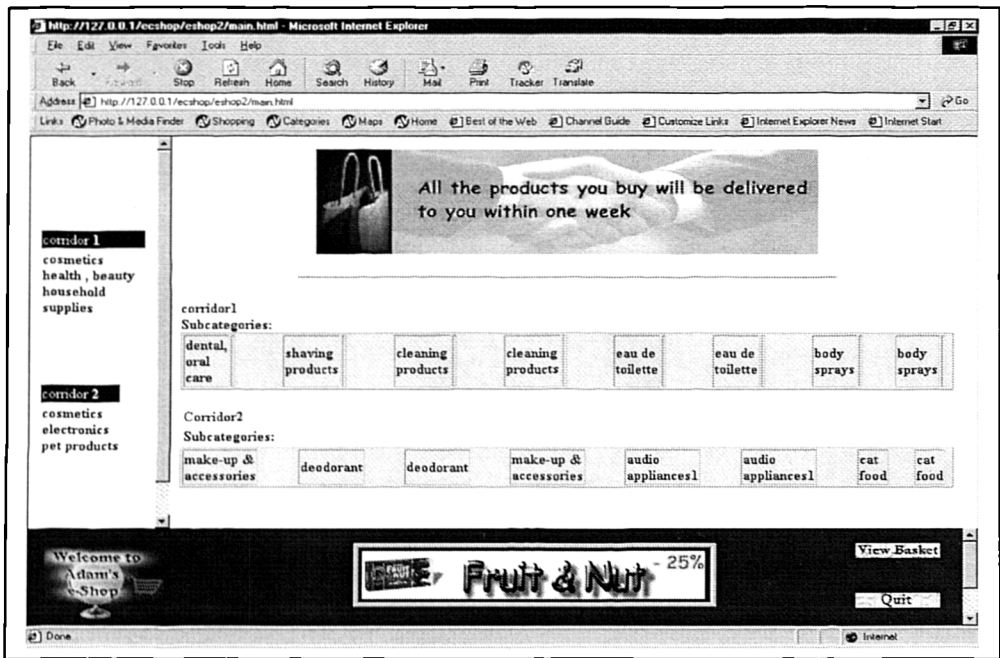 http://127.0.0.1/ecshop/eshop2/main.html - Microsoft Internet Explorer
File Edit View Favorites Tools Help
Back Forward Stop Refresh Home Search History Mail Print Tracker Translate
Address http://127.0.0.1/ecshop/eshop2/main.html Go
Links Photo & Media Finder Shopping Categories Maps Home Best of the Web Channel Guide Customize Links Internet Explorer News Internet Start
All the products you buy will be delivered
to you within one week
corridor 1
cosmetics
health , beauty
household
supplies
corridor 2
cosmetics
electronics
pet products
corridor1
Subcategories:
dental, oral care shaving products cleaning products cleaning products eau de toilette eau de toilette body sprays body sprays
Corridor2
Subcategories:
make-up & accessories deodorant deodorant make-up & accessories audio appliances1 audio appliances1 cat food cat food
Welcome to
Adam's
e-Shop
FRUIT & NUT
Fruit & Nut - 25%
View Basket
Quit
Done Internet